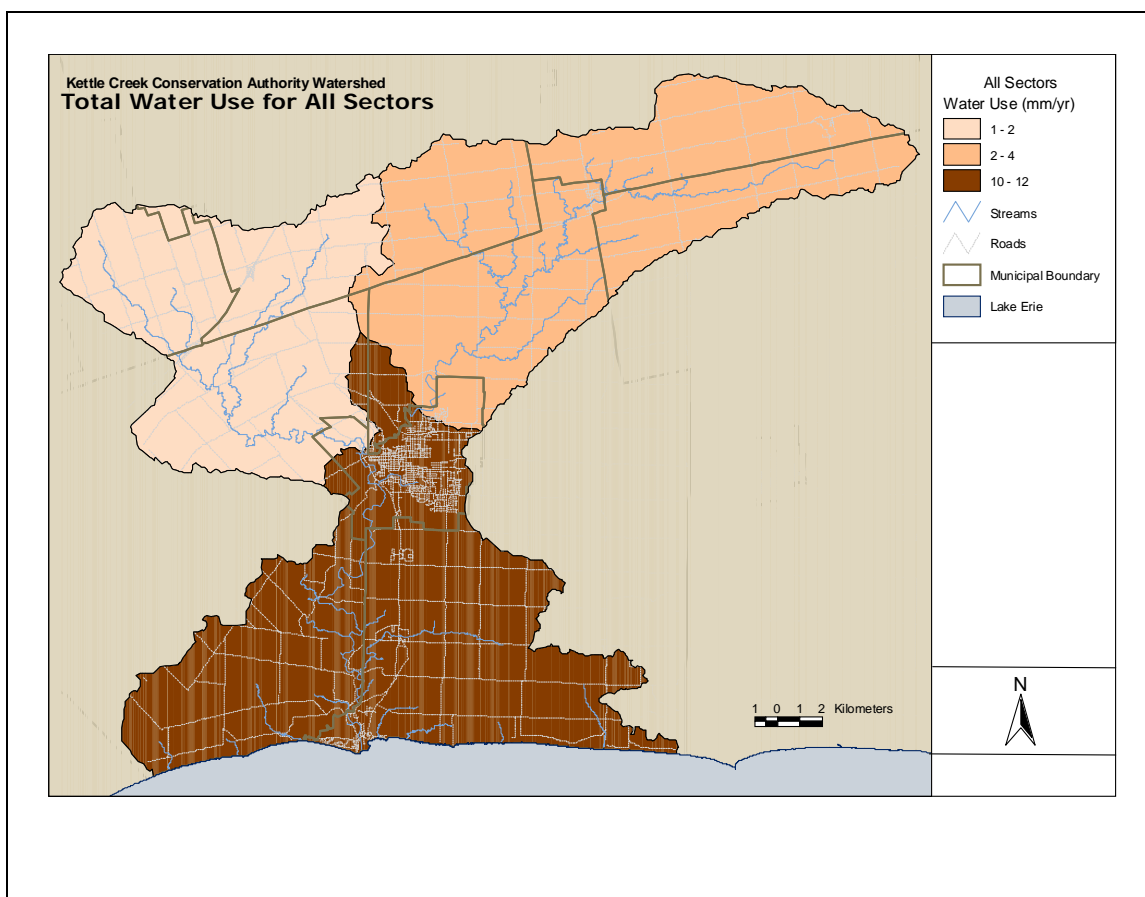 Kettle Creek Conservation Authority Watershed
Total Water Use for All Sectors
All Sectors
Water Use (mm/yr)
1 - 2
2 - 4
10 - 12
Streams
Roads
Municipal Boundary
Lake Erie
1 0 1 2 Kilometers
N